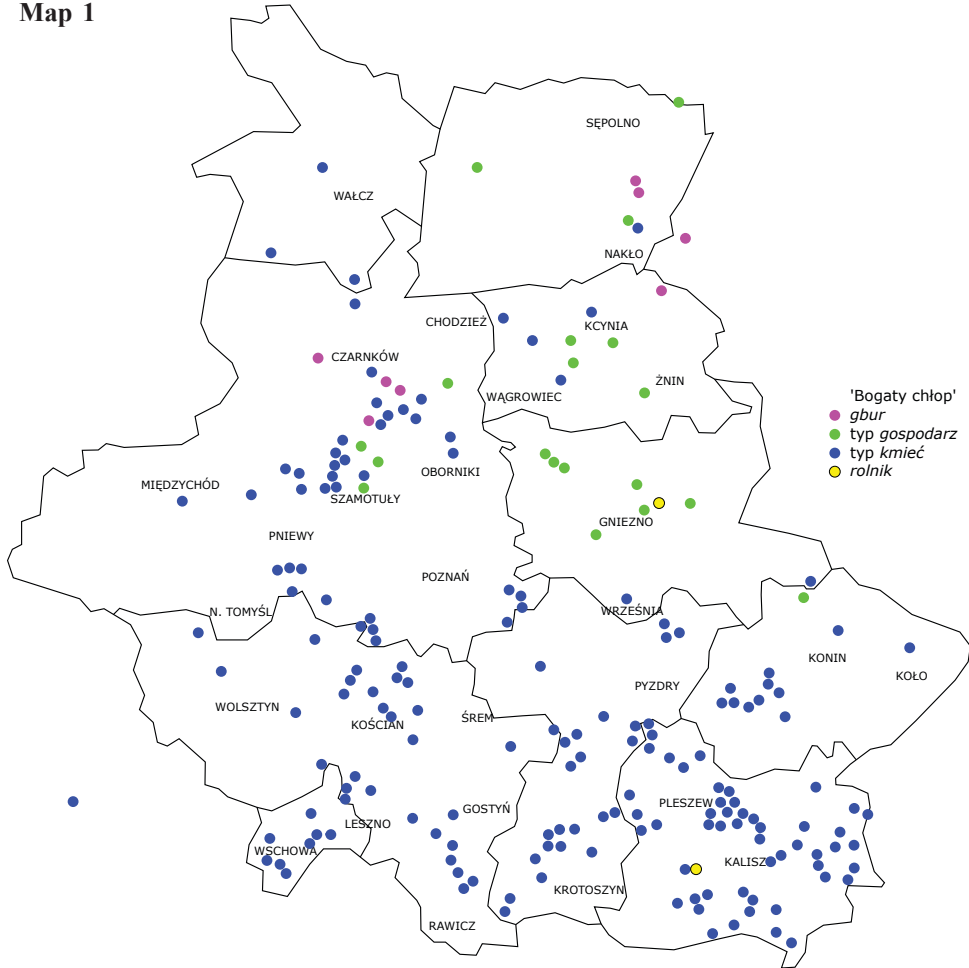 Map 1
SĘPOLNO
WAŁCZ
NAKŁO
CHODZIEŻ
KCYNIA
CZARNKÓW
ŻNIN
WĄGROWIEC
'Bogaty chłop'
gbur
typ gospodarz
typ kmieć
rolnik
OBORNIKI
MIĘDZYCHÓD
SZAMOTUŁY
GNIEZNO
PNIEWY
POZNAŃ
N. TOMYŚL
WRZEŚNIA
KONIN
KOŁO
PYZDRY
WOLSZTYN
ŚREM
KOŚCIAN
PLESZEW
GOSTYŃ
LESZNO
WSCHOWA
KALISZ
KROTOSZYN
RAWICZ